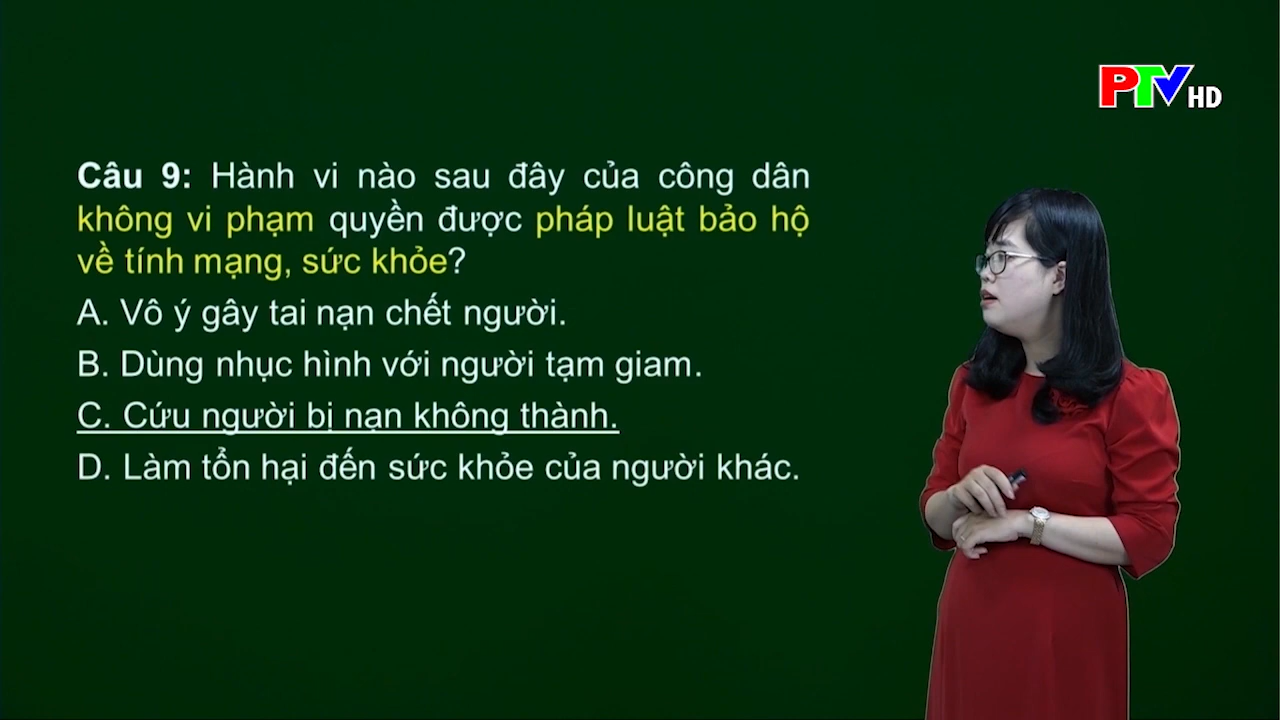 PTV HD
Câu 9: Hành vi nào sau đây của công dân
không vi phạm quyền được pháp luật bảo hộ
về tính mạng, sức khỏe?
A. Vô ý gây tai nạn chết người.
B. Dùng nhục hình với người tạm giam.
C. Cứu người bị nạn không thành.
D. Làm tổn hại đến sức khỏe của người khác.